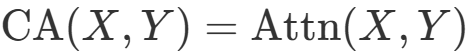 CA(X, Y) = Attn(X, Y)